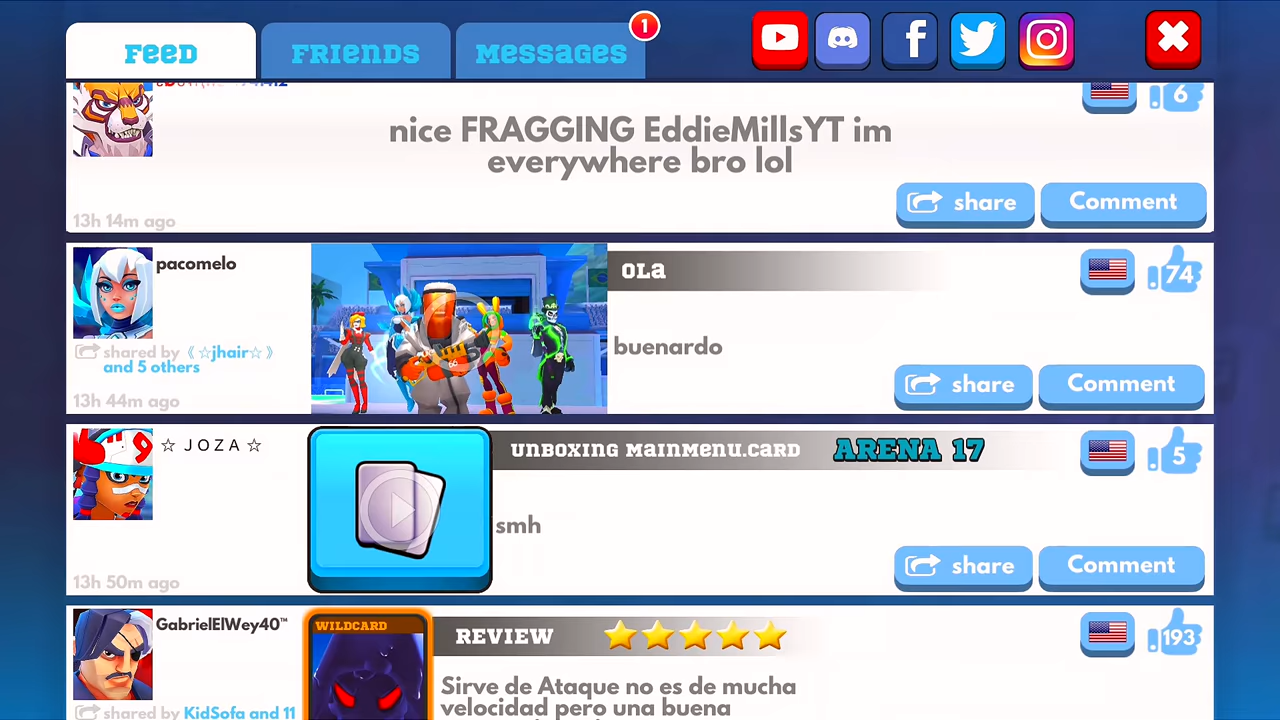 Feed
Friends
Messages
1
6
nice FRAGGING EddieMillsYT im
everywhere bro lol
13h 14m ago
share
Comment
pacomelo
OLa
74
shared by 《☆jhair☆》
and 5 others
buenardo
13h 44m ago
share
Comment
☆ J O Z A ☆
UNBOXING MAINMENU.CARD
ARENA 17
5
9
smh
13h 50m ago
share
Comment
GabrielElWey40™
WILDCARD
REVIEW
193
Sirve de Ataque no es de mucha
velocidad pero una buena
shared by KidSofa and 11